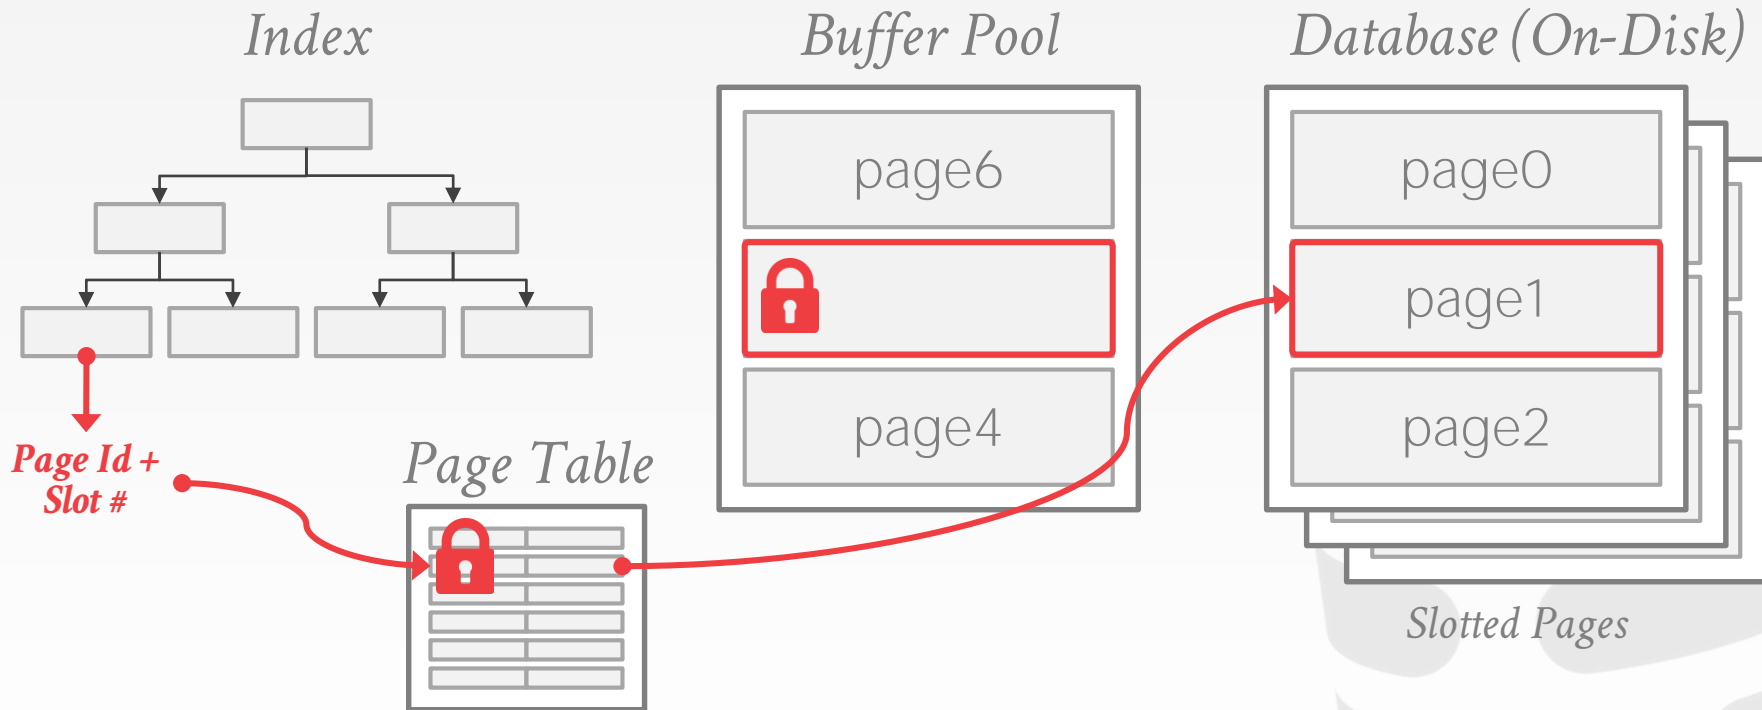 Index
Buffer Pool
Database (On-Disk)
page6
page0
page1
page4
page2
Page Id +
Slot #
Page Table
Slotted Pages